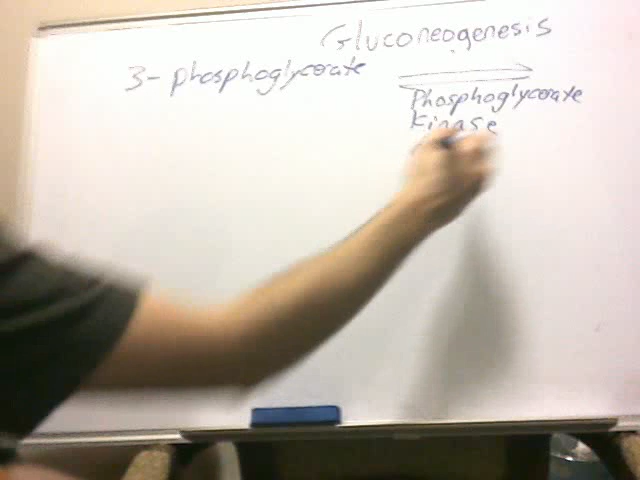 Gluconeogenesis
3- phosphoglycerate
Phosphoglycerate
Kinase